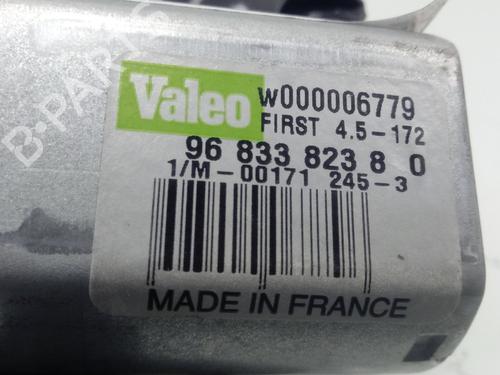 B-PARTS
Valeo
W000006779
FIRST 4.5-172
96 833 823 8 0
1/M-00171 245-3
MADE IN FRANCE